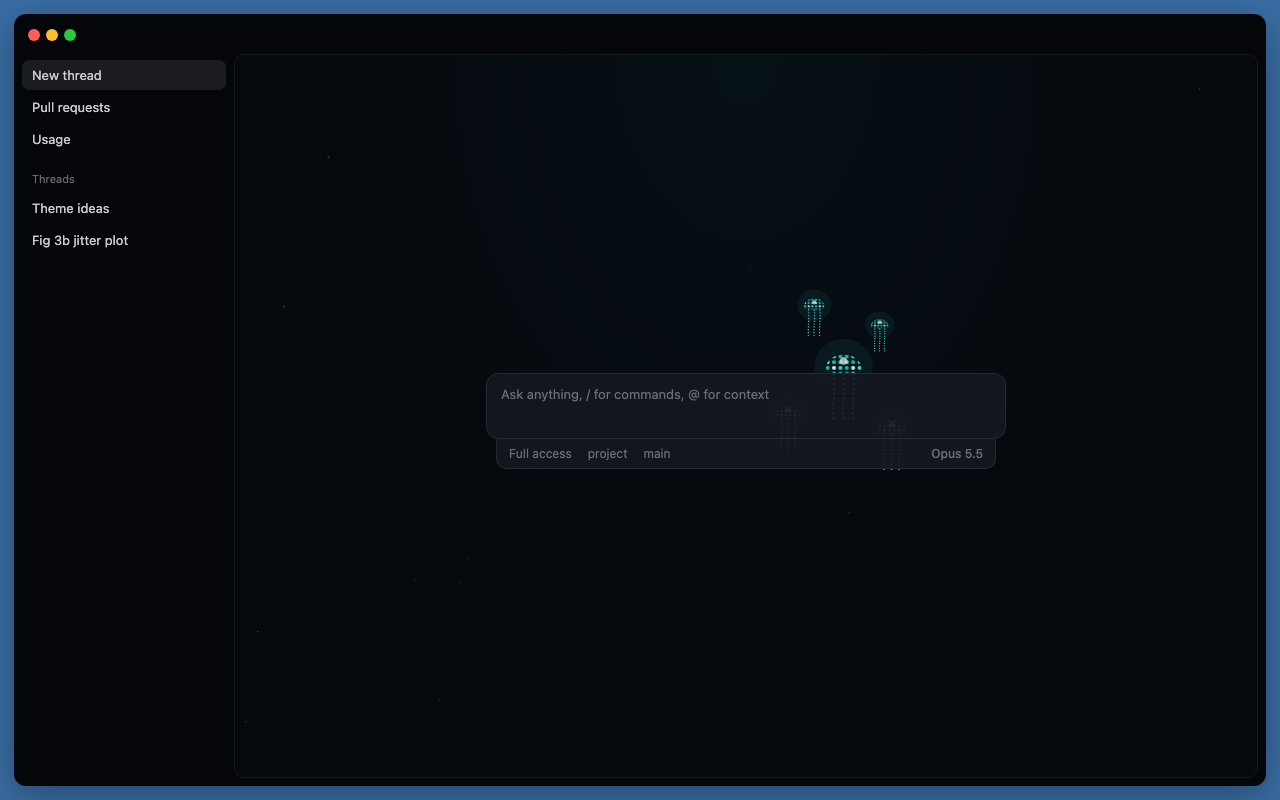 New thread
Pull requests
Usage
Threads
Theme ideas
Fig 3b jitter plot
Ask anything, / for commands, @ for context
Full access project main Opus 5.5